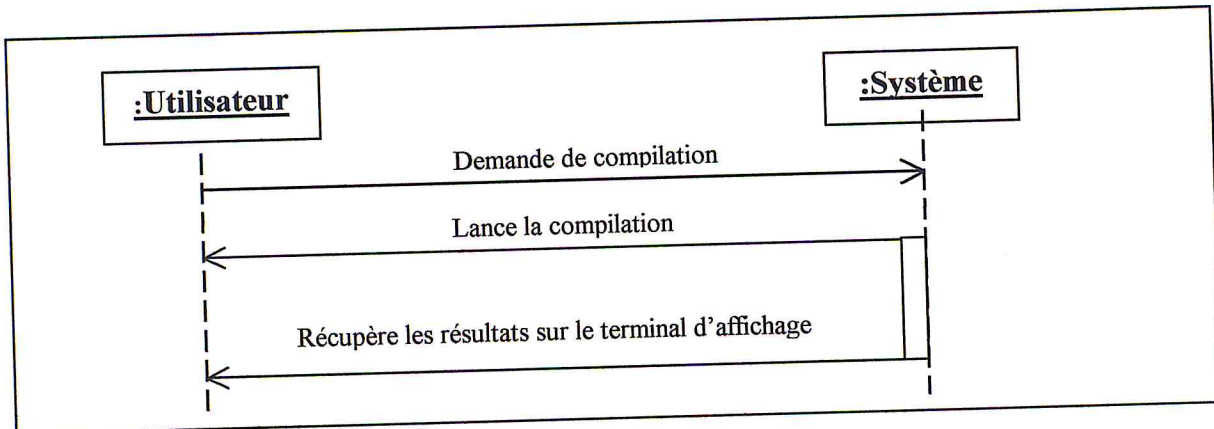 :Utilisateur
:Système
Demande de compilation
Lance la compilation
Récupère les résultats sur le terminal d'affichage